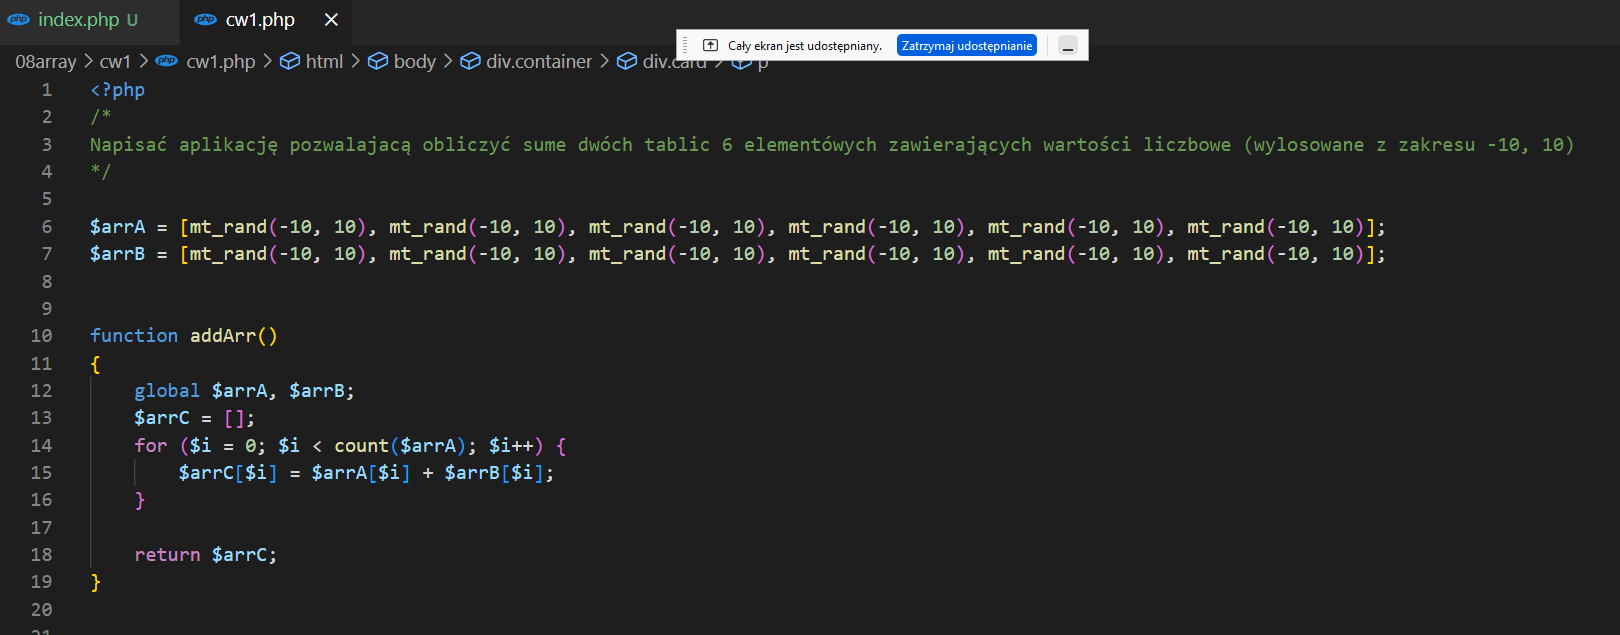 php index.php U php cw1.php ×
Cały ekran jest udostępniany. Zatrzymaj udostępnianie
08array > cw1 > php cw1.php > html > body > div.container > div.card > p
1 <?php
2 /*
3 Napisać aplikację pozwalajacą obliczyć sume dwóch tablic 6 elementówych zawierających wartości liczbowe (wylosowane z zakresu -10, 10)
4 */
5
6 $arrA = [mt_rand(-10, 10), mt_rand(-10, 10), mt_rand(-10, 10), mt_rand(-10, 10), mt_rand(-10, 10), mt_rand(-10, 10)];
7 $arrB = [mt_rand(-10, 10), mt_rand(-10, 10), mt_rand(-10, 10), mt_rand(-10, 10), mt_rand(-10, 10), mt_rand(-10, 10)];
8
9
10 function addArr()
11 {
12 global $arrA, $arrB;
13 $arrC = [];
14 for ($i = 0; $i < count($arrA); $i++) {
15 $arrC[$i] = $arrA[$i] + $arrB[$i];
16 }
17
18 return $arrC;
19 }
20
21